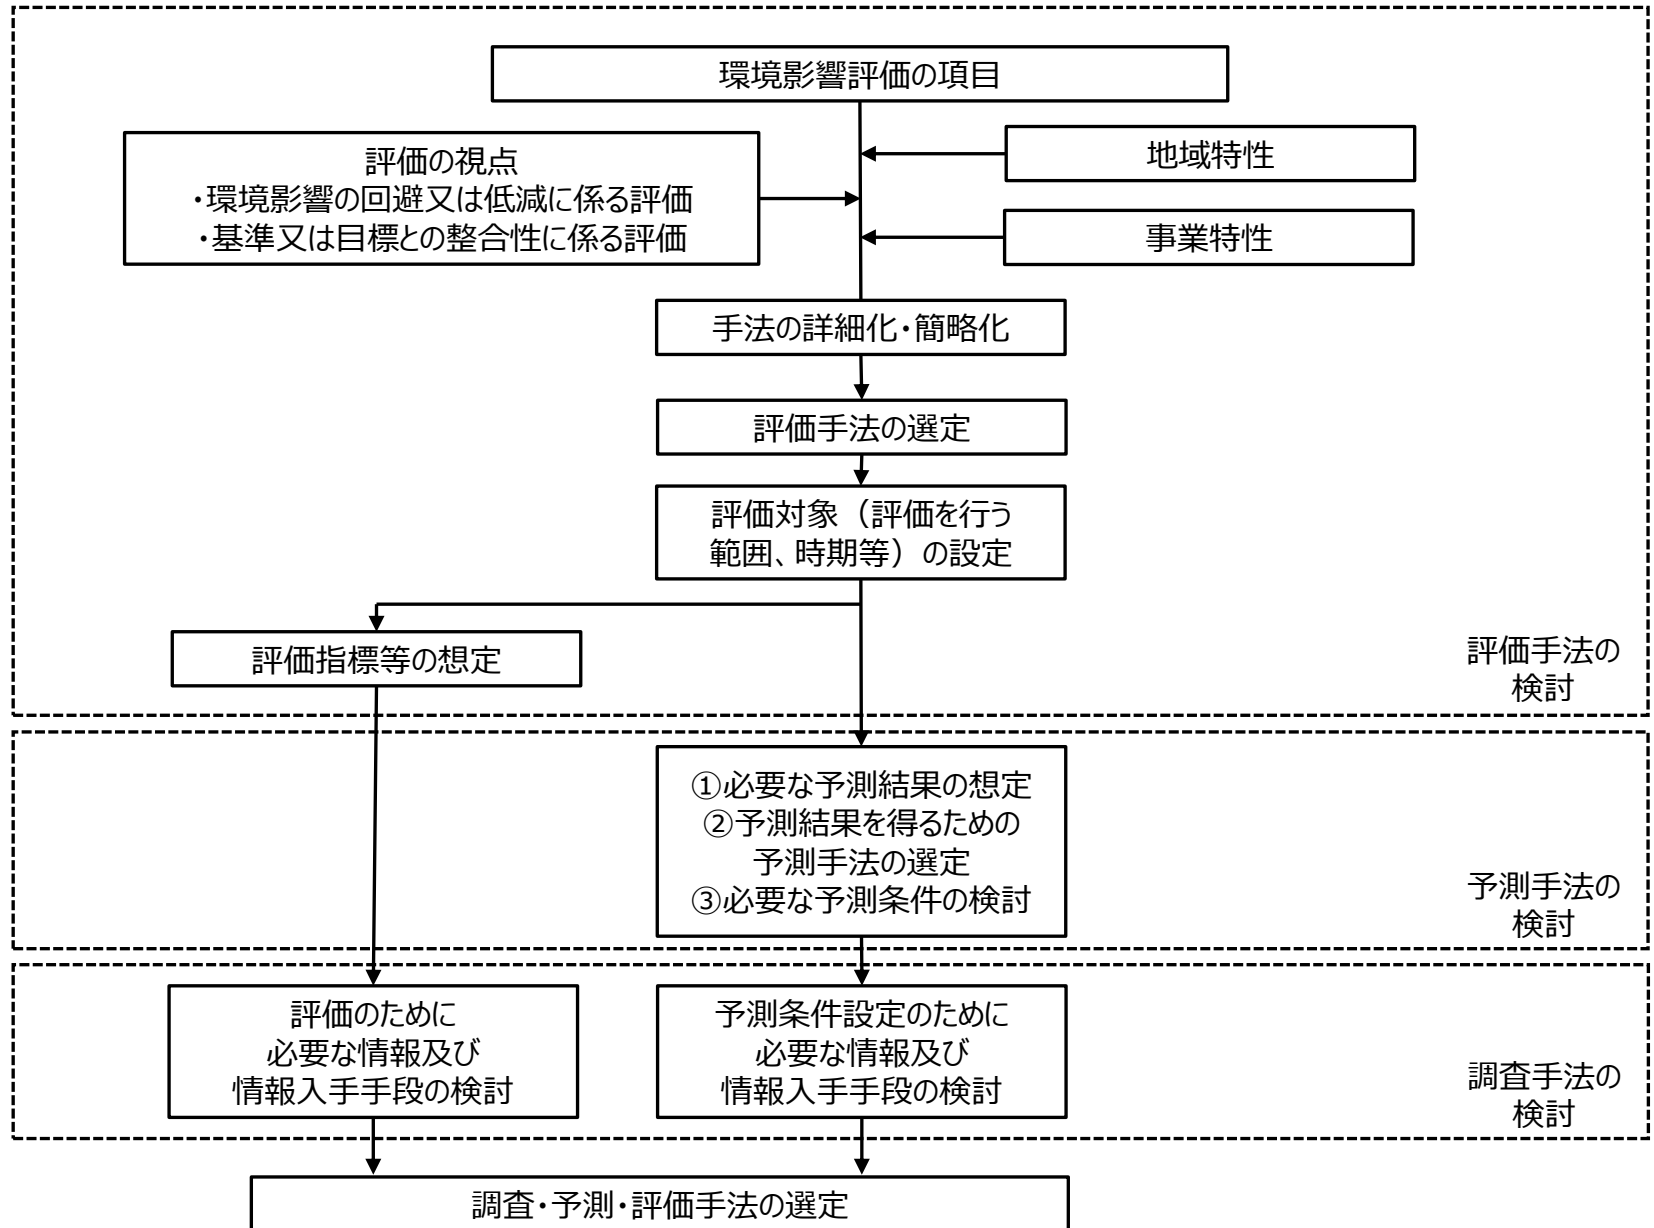 環境影響評価の項目
評価の視点
・環境影響の回避又は低減に係る評価
・基準又は目標との整合性に係る評価
地域特性
事業特性
手法の詳細化・簡略化
評価手法の選定
評価対象（評価を行う
範囲、時期等）の設定
評価指標等の想定
評価手法の
検討
①必要な予測結果の想定
②予測結果を得るための
予測手法の選定
③必要な予測条件の検討
予測手法の
検討
評価のために
必要な情報及び
情報入手手段の検討
予測条件設定のために
必要な情報及び
情報入手手段の検討
調査手法の
検討
調査・予測・評価手法の選定